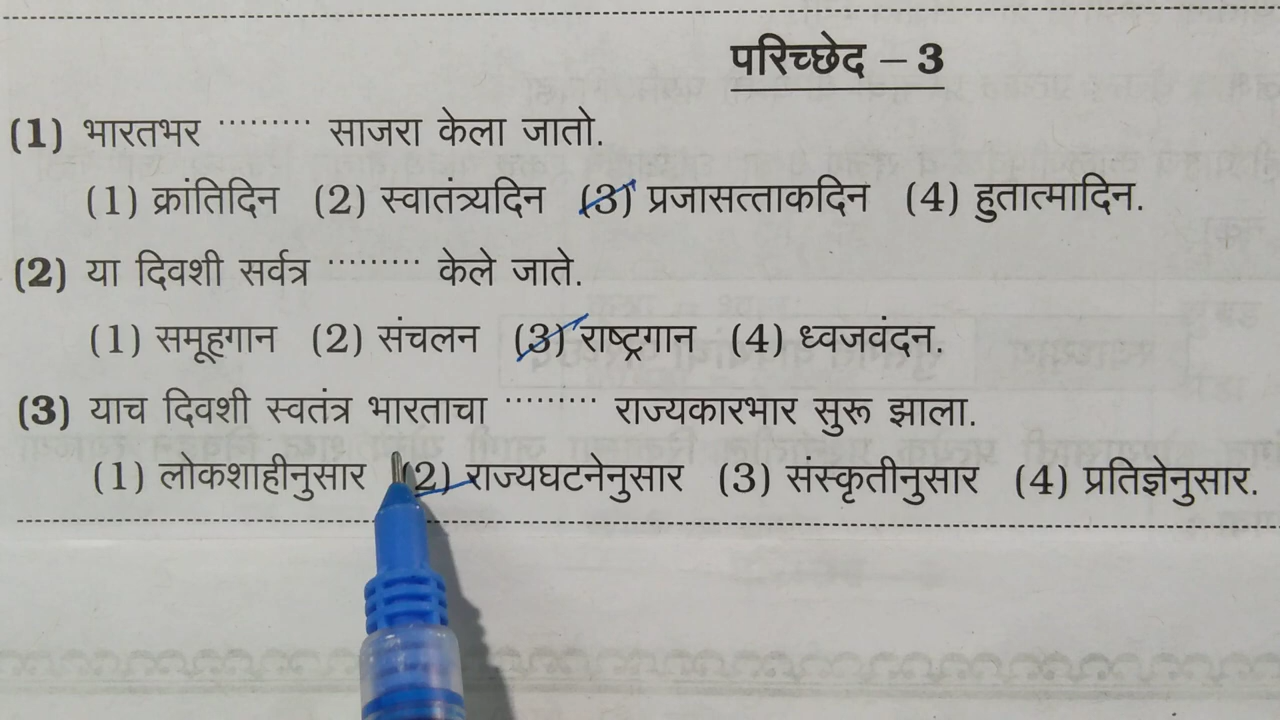 परिच्छेद – 3
(1) भारतभर ......... साजरा केला जातो.
(1) क्रांतिदिन (2) स्वातंत्र्यदिन (3) प्रजासत्ताकदिन (4) हुतात्मादिन.
(2) या दिवशी सर्वत्र ......... केले जाते.
(1) समूहगान (2) संचलन (3) राष्ट्रगान (4) ध्वजवंदन.
(3) याच दिवशी स्वतंत्र भारताचा ......... राज्यकारभार सुरू झाला.
(1) लोकशाहीनुसार (2) राज्यघटनेनुसार (3) संस्कृतीनुसार (4) प्रतिज्ञेनुसार.